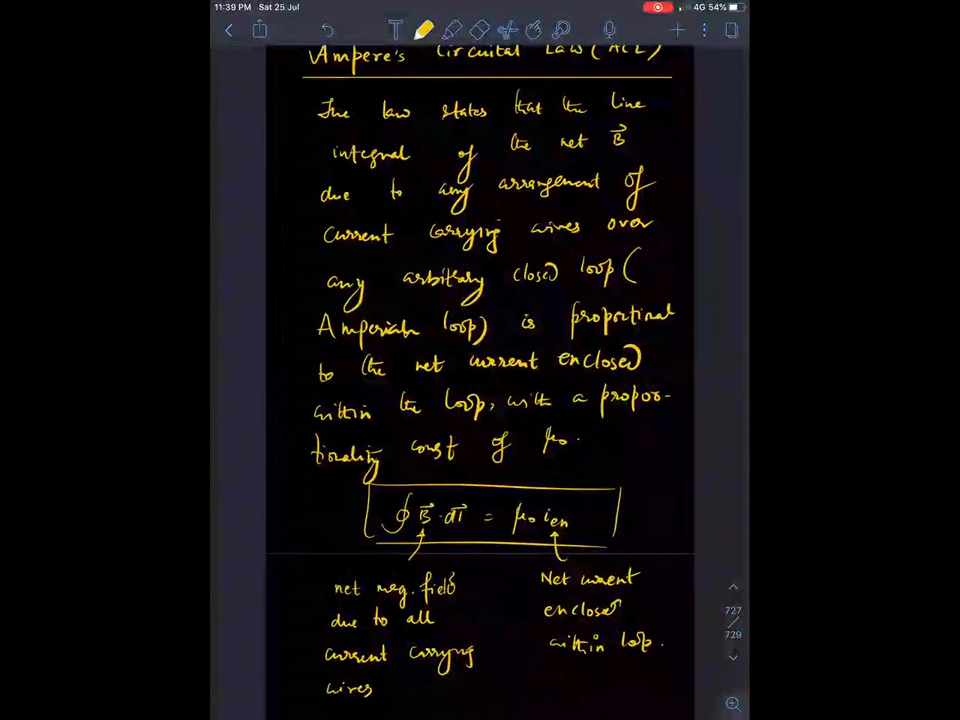 11:39 PM Sat 25 Jul 4G 54%
Ampere's Circuital Law (ACL)
The law states that the line
integral of the net B⃗
due to any arrangement of
current carrying wires over
any arbitrary closed loop (
Amperian loop) is proportinal
to the net current enclosed
within the loop, with a propor-
tionality const of μ₀.
∮ B⃗·dl⃗ = μ₀ i en
net mag. field Net current
due to all enclosed
current carrying within loop.
wires
727
729